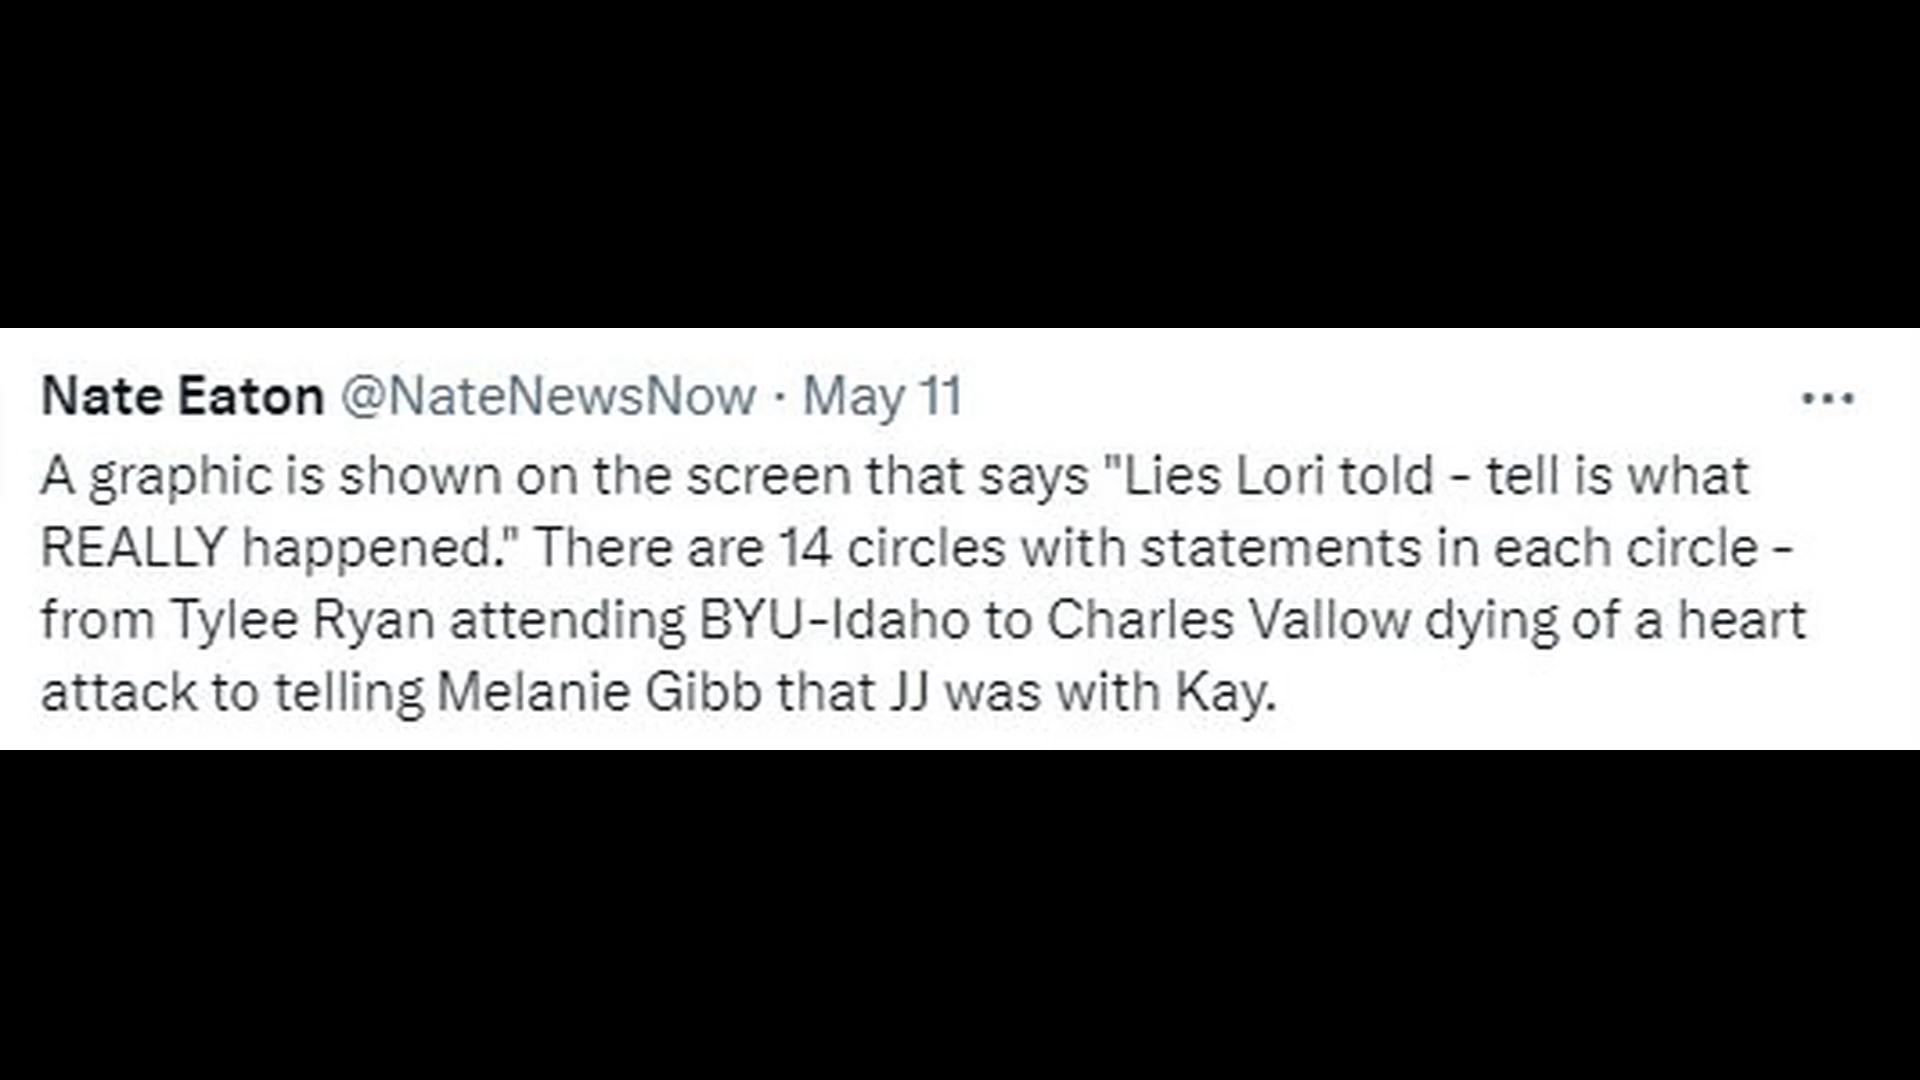 Nate Eaton @NateNewsNow · May 11 ...
A graphic is shown on the screen that says "Lies Lori told - tell is what
REALLY happened." There are 14 circles with statements in each circle -
from Tylee Ryan attending BYU-Idaho to Charles Vallow dying of a heart
attack to telling Melanie Gibb that JJ was with Kay.